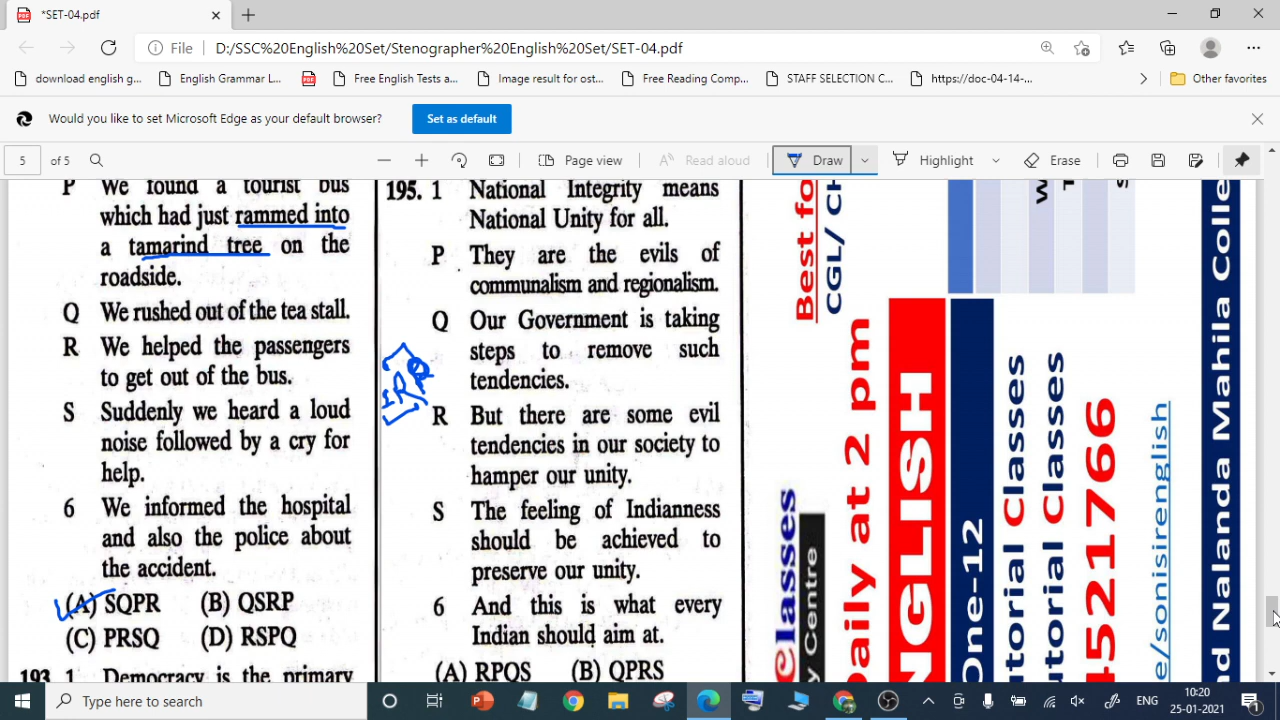 *SET-04.pdf
File D:/SSC%20English%20Set/Stenographer%20English%20Set/SET-04.pdf
download english g... English Grammar L... Free English Tests a... Image result for ost... Free Reading Comp... STAFF SELECTION C... https://doc-04-14-... Other favorites
Would you like to set Microsoft Edge as your default browser? Set as default
5 of 5 Page view Read aloud Draw Highlight Erase
P We found a tourist bus
which had just rammed into
a tamarind tree on the
roadside.
Q We rushed out of the tea stall.
R We helped the passengers
to get out of the bus.
S Suddenly we heard a loud
noise followed by a cry for
help.
6 We informed the hospital
and also the police about
the accident.
(A) SQPR (B) QSRP
(C) PRSQ (D) RSPQ
193 1 Democracy is the primary
195. 1 National Integrity means
National Unity for all.
P They are the evils of
communalism and regionalism.
Q Our Government is taking
steps to remove such
tendencies.
R But there are some evil
tendencies in our society to
hamper our unity.
S The feeling of Indianness
should be achieved to
preserve our unity.
6 And this is what every
Indian should aim at.
(A) RPQS (B) QPRS
Best fo
CGL/ CH
Classes
y Centre
Daily at 2 pm
NGLISH
One-12
utorial Classes
utorial Classes
4521766
e/sonisirenglish
nd Nalanda Mahila Colle
Type here to search
ENG
10:20
25-01-2021